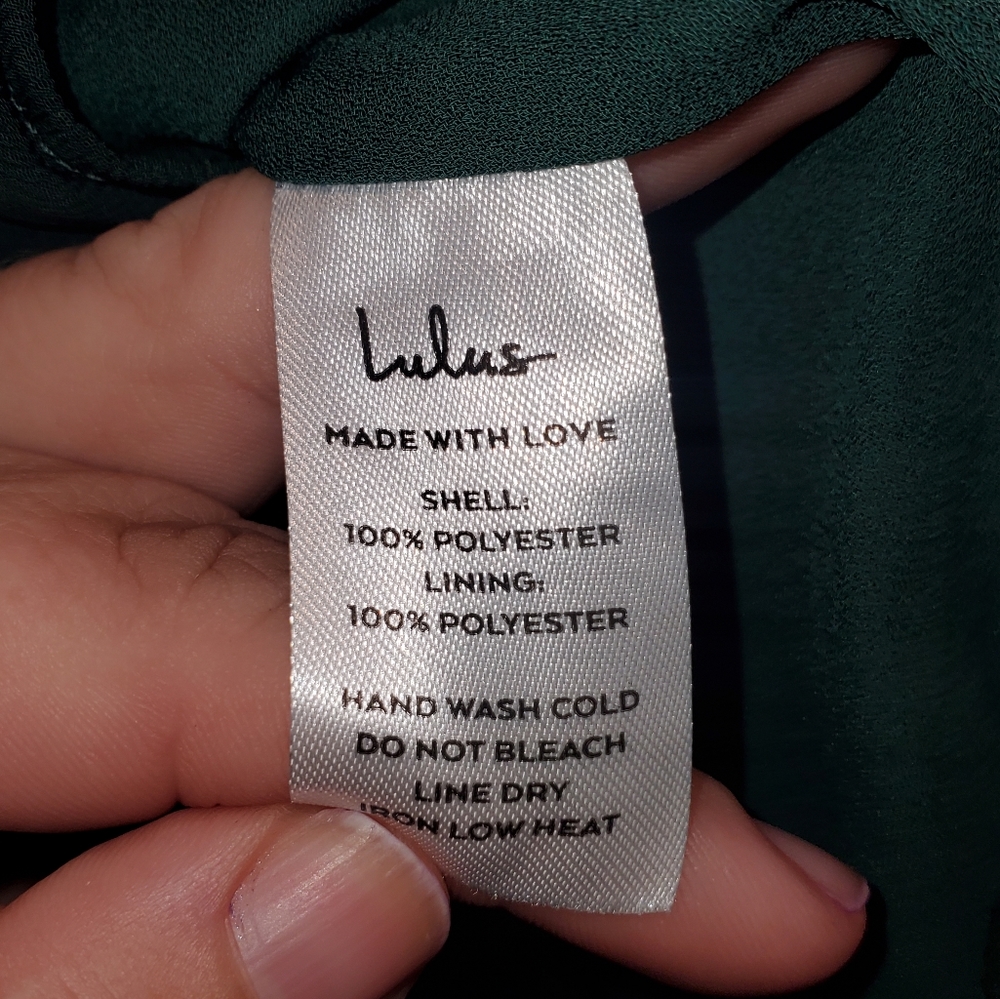 Lulus
MADE WITH LOVE
SHELL:
100% POLYESTER
LINING:
100% POLYESTER
HAND WASH COLD
DO NOT BLEACH
LINE DRY
IRON LOW HEAT